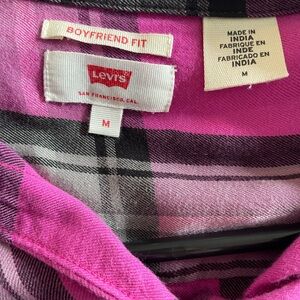 BOYFRIEND FIT
Levi's
SAN FRANCISCO, CAL.
M
MADE IN
INDIA
FABRIQUE EN
INDE
FABRICADO EN
INDIA
M